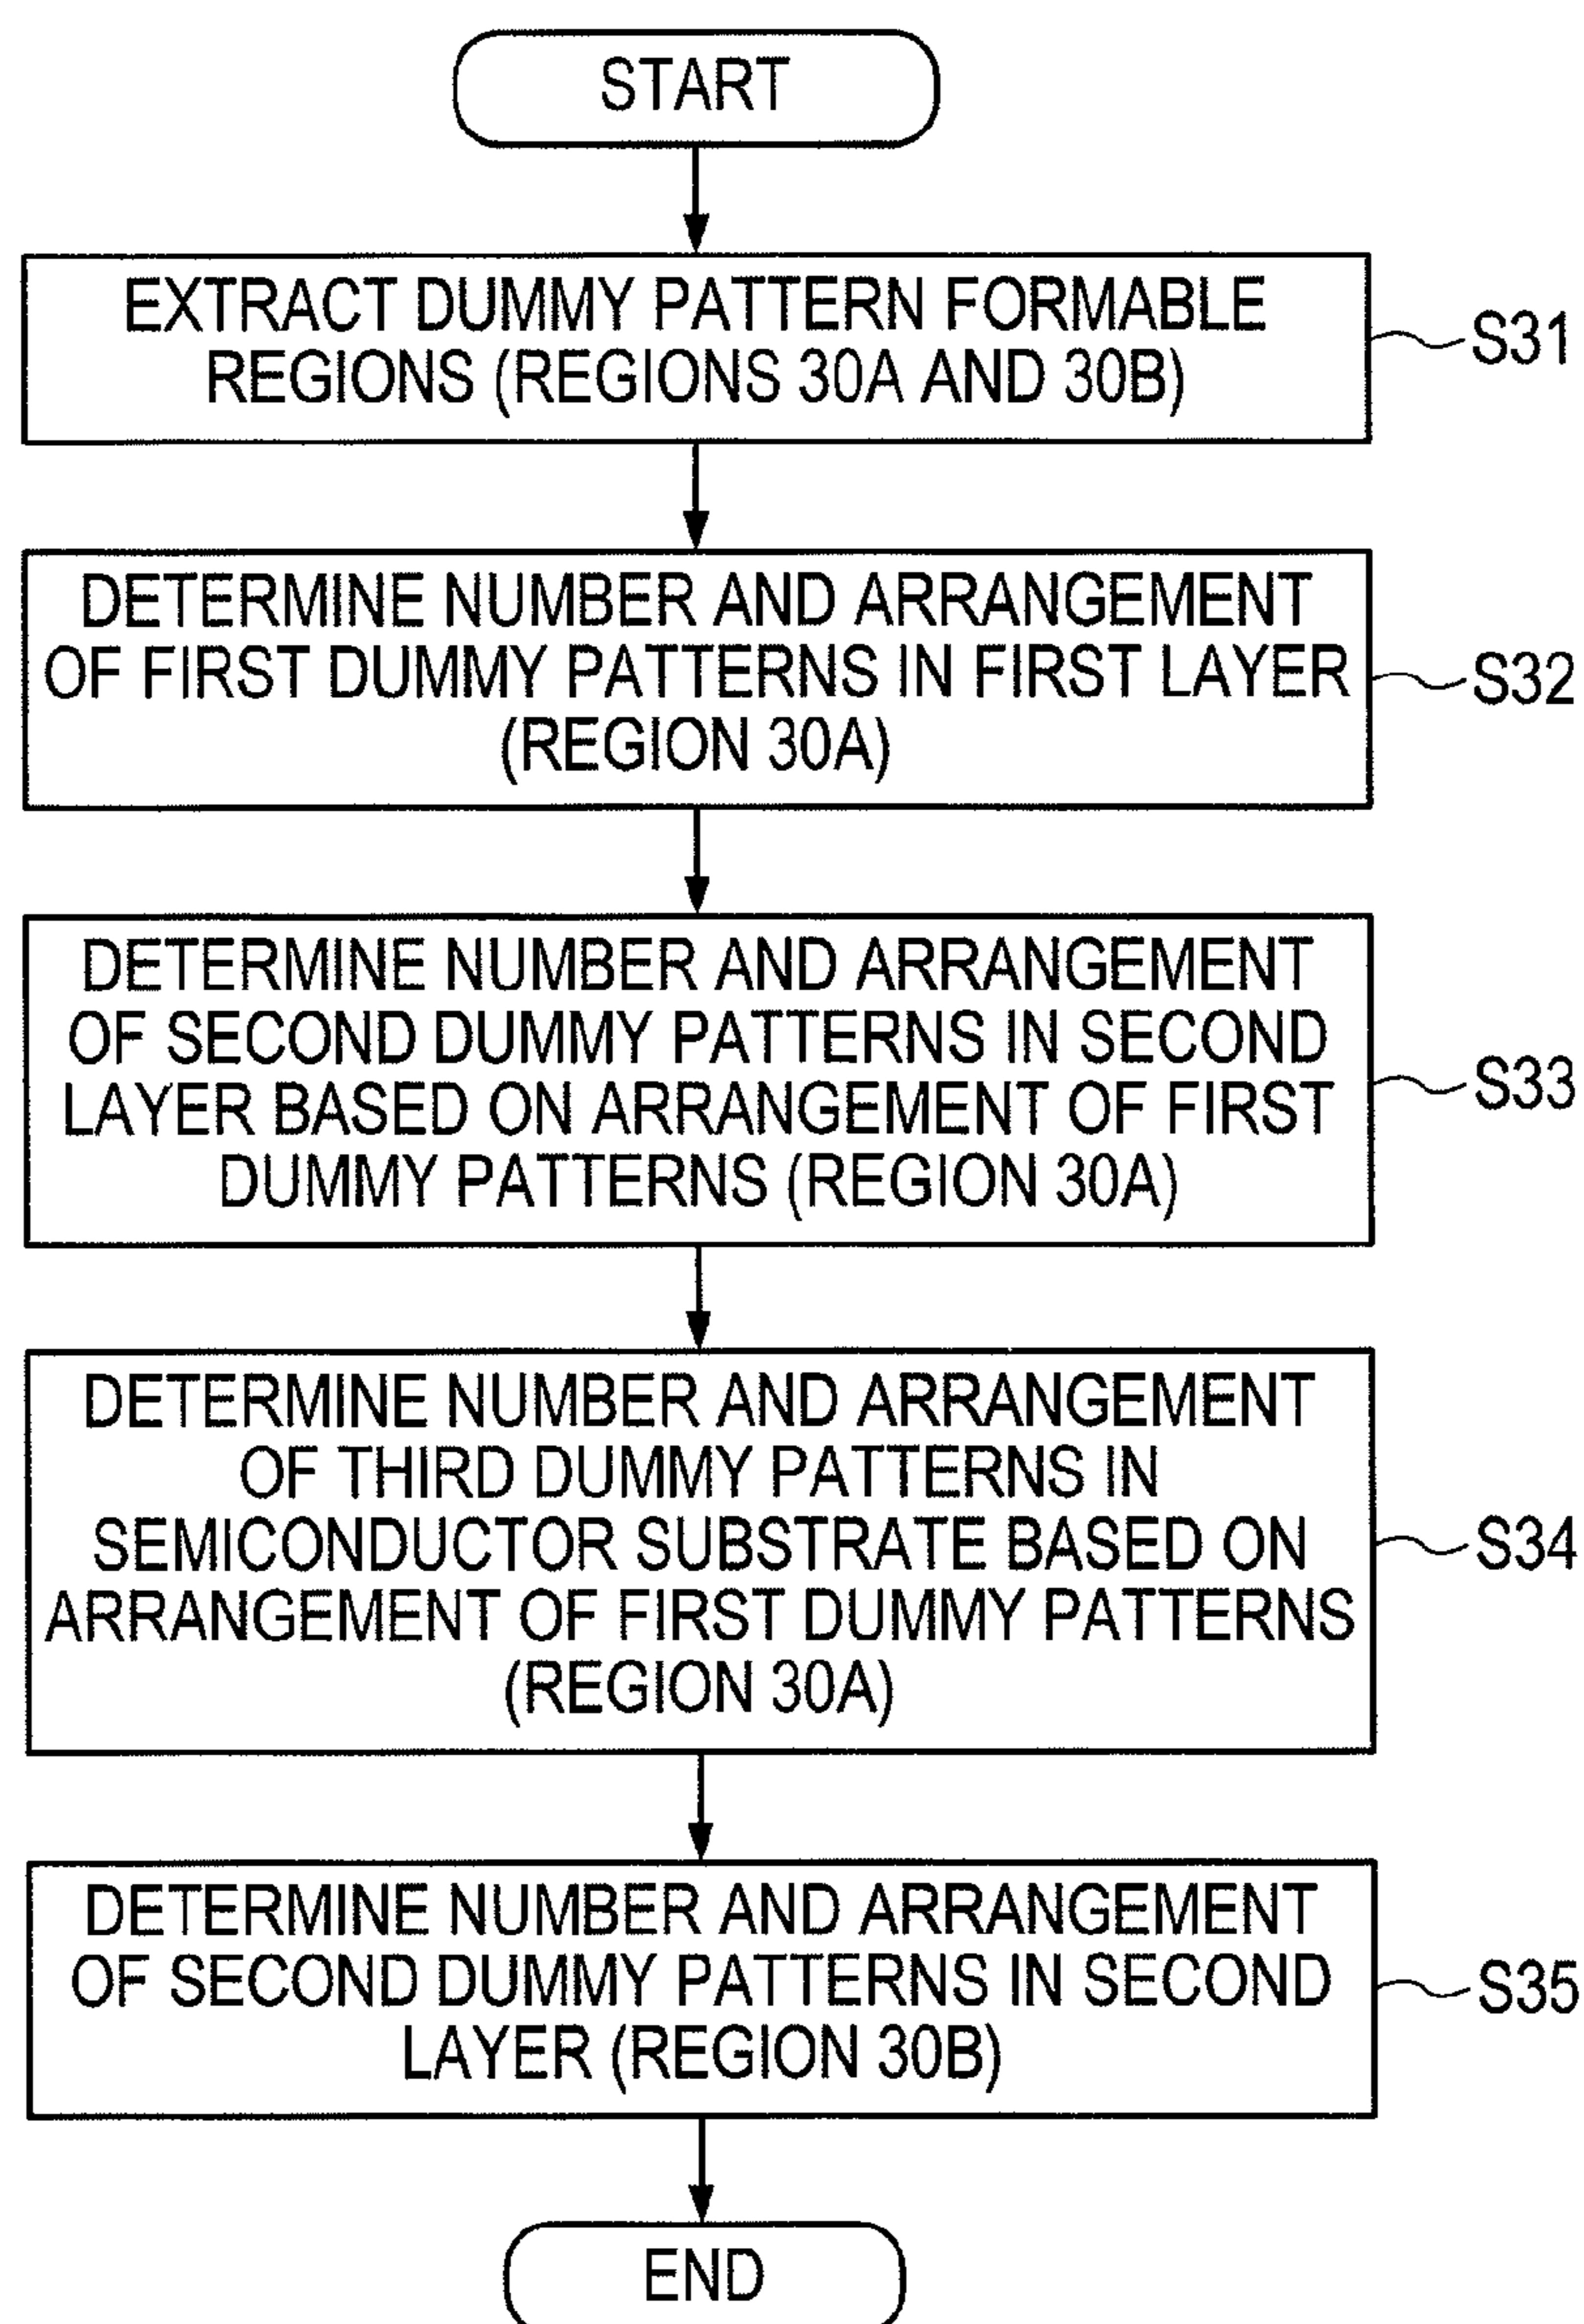 START
EXTRACT DUMMY PATTERN FORMABLE
REGIONS (REGIONS 30A AND 30B)
S31
DETERMINE NUMBER AND ARRANGEMENT
OF FIRST DUMMY PATTERNS IN FIRST LAYER
(REGION 30A)
S32
DETERMINE NUMBER AND ARRANGEMENT
OF SECOND DUMMY PATTERNS IN SECOND
LAYER BASED ON ARRANGEMENT OF FIRST
DUMMY PATTERNS (REGION 30A)
S33
DETERMINE NUMBER AND ARRANGEMENT
OF THIRD DUMMY PATTERNS IN
SEMICONDUCTOR SUBSTRATE BASED ON
ARRANGEMENT OF FIRST DUMMY PATTERNS
(REGION 30A)
S34
DETERMINE NUMBER AND ARRANGEMENT
OF SECOND DUMMY PATTERNS IN SECOND
LAYER (REGION 30B)
S35
END